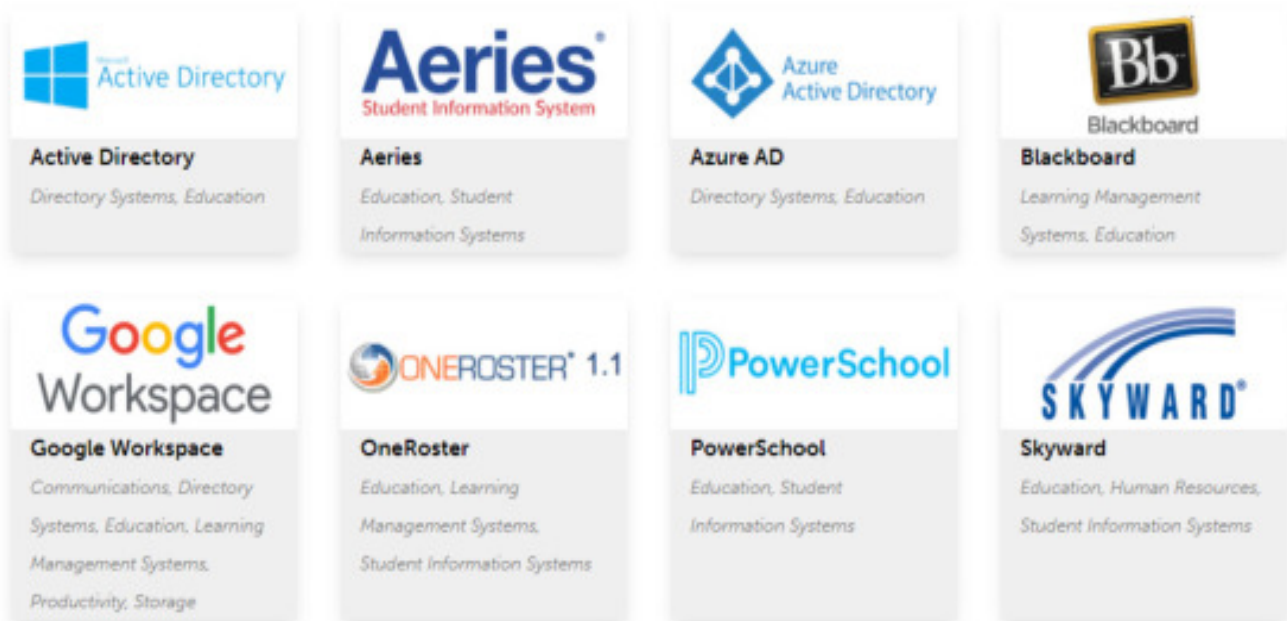 Microsoft
Active Directory
Active Directory
Directory Systems, Education
Aeries®
Student Information System
Aeries
Education, Student
Information Systems
Azure
Active Directory
Azure AD
Directory Systems, Education
Bb
Blackboard
Blackboard
Learning Management
Systems, Education
Google
Workspace
Google Workspace
Communications, Directory
Systems, Education, Learning
Management Systems,
Productivity, Storage
ONEROSTER® 1.1
OneRoster
Education, Learning
Management Systems,
Student Information Systems
PowerSchool
PowerSchool
Education, Student
Information Systems
SKYWARD®
Skyward
Education, Human Resources,
Student Information Systems